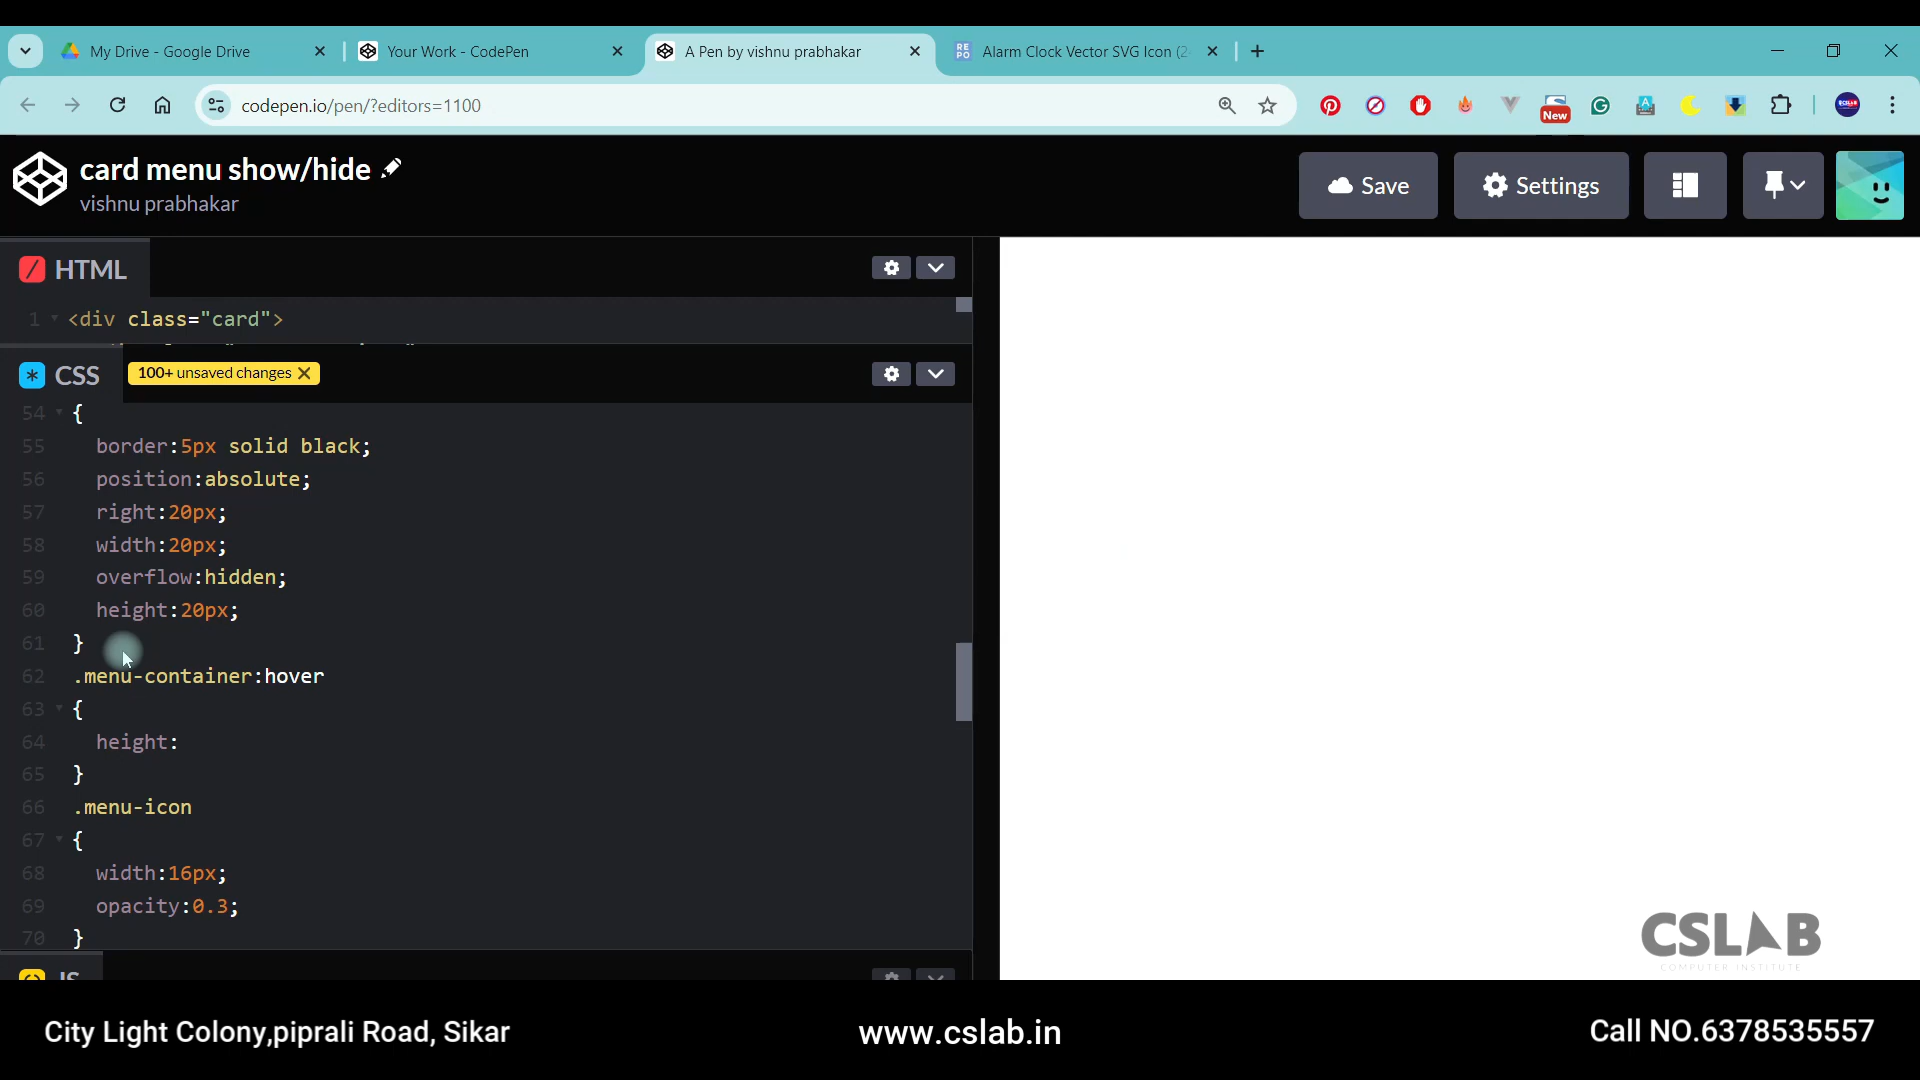 My Drive - Google Drive
Your Work - CodePen
A Pen by vishnu prabhakar
REPO
Alarm Clock Vector SVG Icon (2
codepen.io/pen/?editors=1100
New
card menu show/hide
vishnu prabhakar
Save
Settings
HTML
1 <div class="card">
CSS
100+ unsaved changes
54 {
55 border:5px solid black;
56 position:absolute;
57 right:20px;
58 width:20px;
59 overflow:hidden;
60 height:20px;
61 }
62 .menu-container:hover
63 {
64 height:
65 }
66 .menu-icon
67 {
68 width:16px;
69 opacity:0.3;
70 }
JS
CSLAB
COMPUTER INSTITUTE
City Light Colony,piprali Road, Sikar
www.cslab.in
Call NO.6378535557